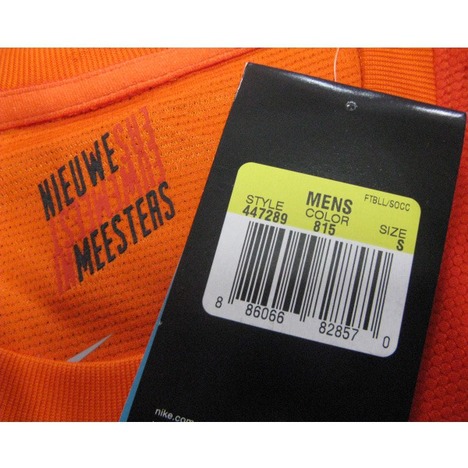 NIEUWE
MEESTERS
MENS
FTBLL/SOCC
STYLE
447289
COLOR
815
SIZE
S
8 86066 82857 0
nike.com